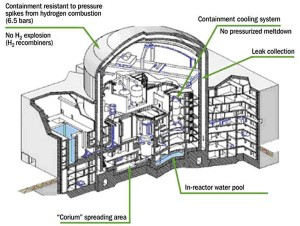 Containment resistant to pressure
spikes from hydrogen combustion
(6.5 bars)
No H₂ explosion
(H₂ recombiners)
Containment cooling system
No pressurized meltdown
Leak collection
In-reactor water pool
"Corium" spreading area